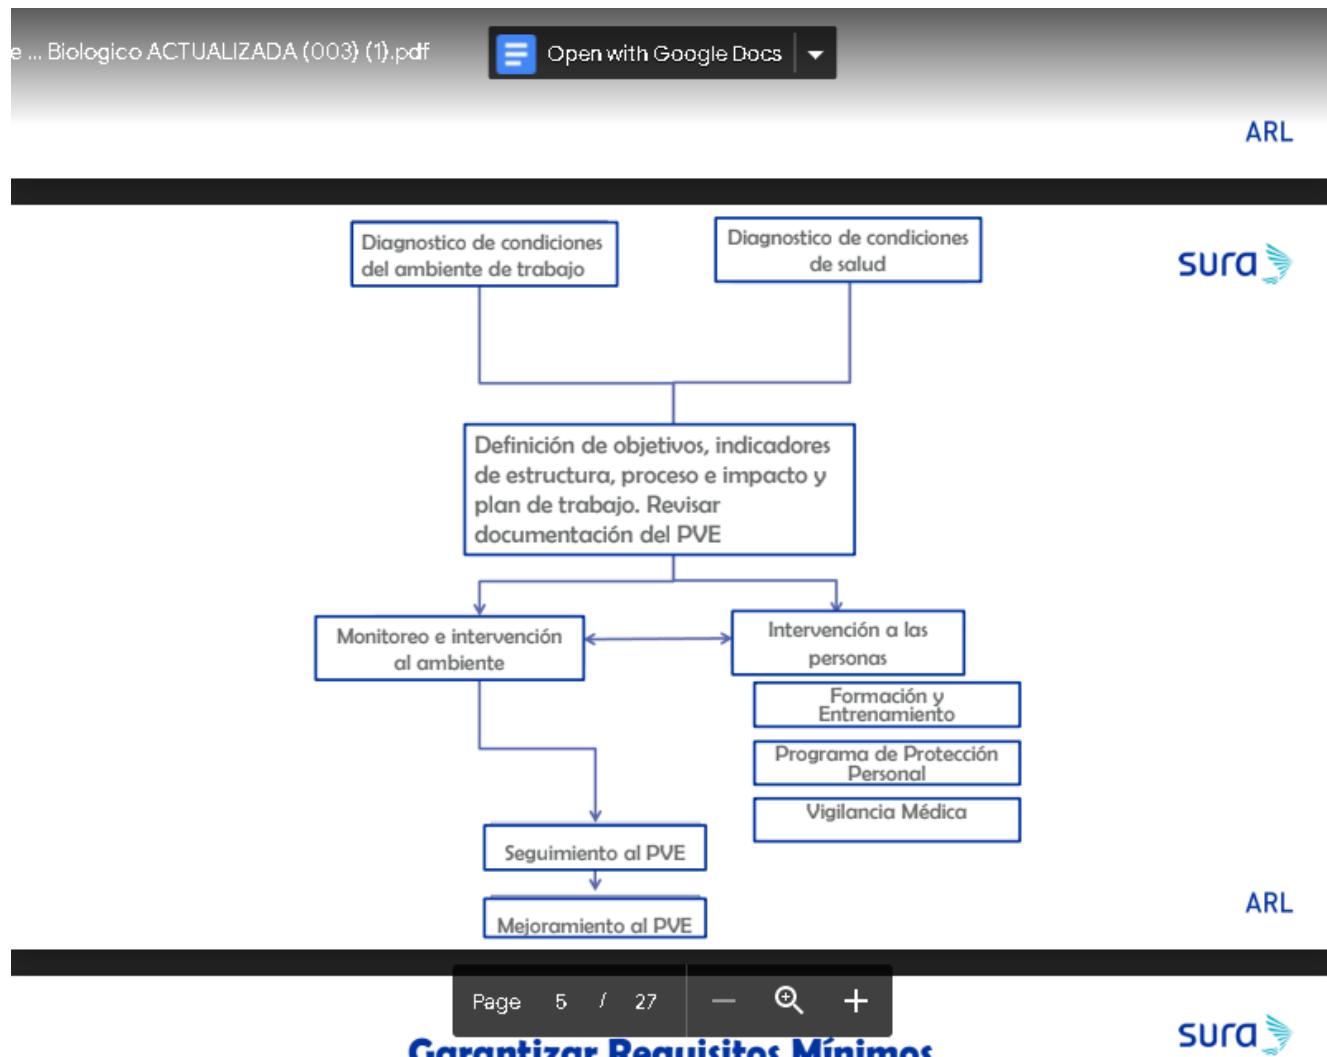 e ... Biologico ACTUALIZADA (003) (1).pdf
Open with Google Docs
ARL
Diagnostico de condiciones
del ambiente de trabajo
Diagnostico de condiciones
de salud
sura
Definición de objetivos, indicadores
de estructura, proceso e impacto y
plan de trabajo. Revisar
documentación del PVE
Monitoreo e intervención
al ambiente
Intervención a las
personas
Formación y
Entrenamiento
Programa de Protección
Personal
Vigilancia Médica
Seguimiento al PVE
Mejoramiento al PVE
ARL
Page 5 / 27
Garantizar Requisitos Mínimos
sura